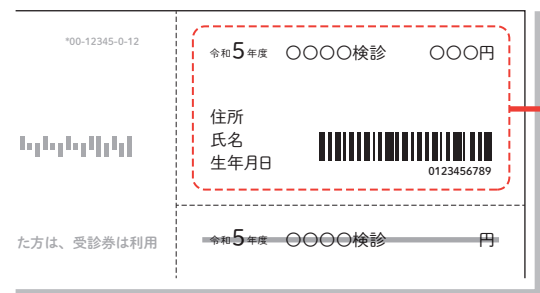 *00-12345-0-12
令和5年度 〇〇〇〇検診 〇〇〇円
住所
氏名
生年月日
0123456789
た方は、受診券は利用
令和5年度 〇〇〇〇検診 円